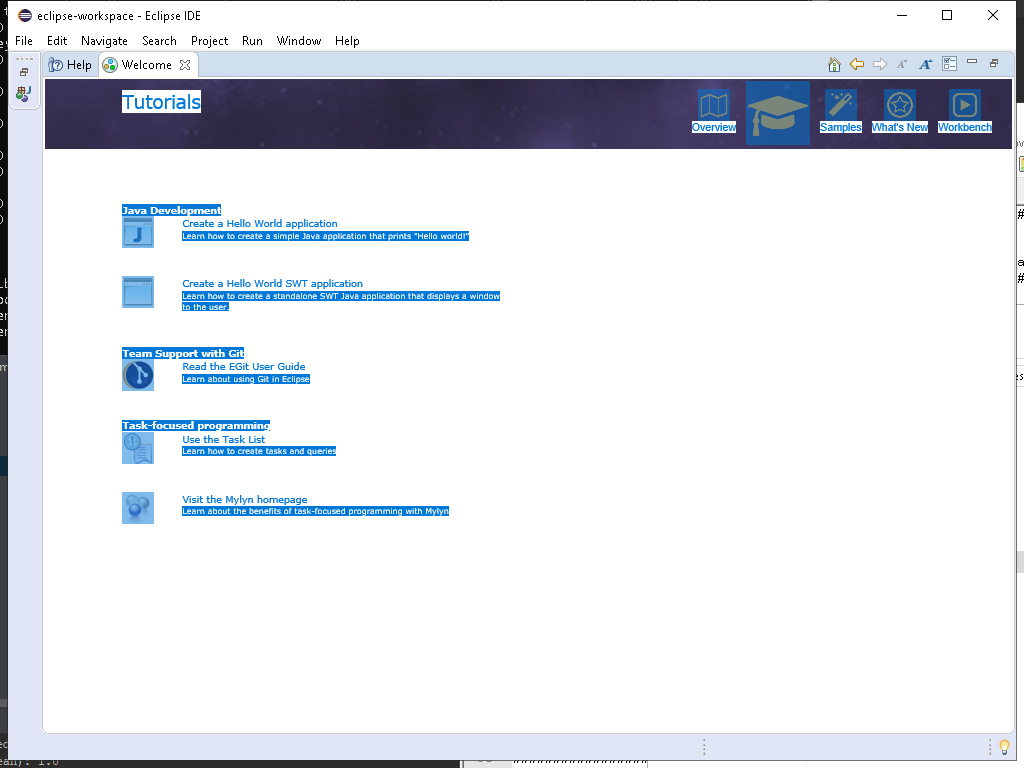 eclipse-workspace - Eclipse IDE
File Edit Navigate Search Project Run Window Help
Help Welcome
Tutorials
Overview Samples What's New Workbench
Java Development
Create a Hello World application
Learn how to create a simple Java application that prints "Hello world!"
Create a Hello World SWT application
Learn how to create a standalone SWT Java application that displays a window
to the user.
Team Support with Git
Read the EGit User Guide
Learn about using Git in Eclipse
Task-focused programming
Use the Task List
Learn how to create tasks and queries
Visit the Mylyn homepage
Learn about the benefits of task-focused programming with Mylyn